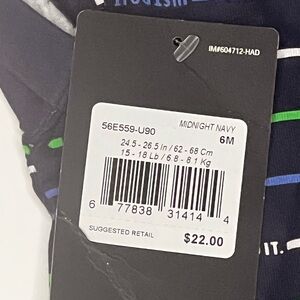 IM#604712-HAD
56E559-U90
MIDNIGHT NAVY
6M
24.5 - 26.5 in / 62 - 68 Cm
15 - 18 Lb / 6.8 - 8.1 Kg
6 77838 31414 4
SUGGESTED RETAIL
$22.00
IT.